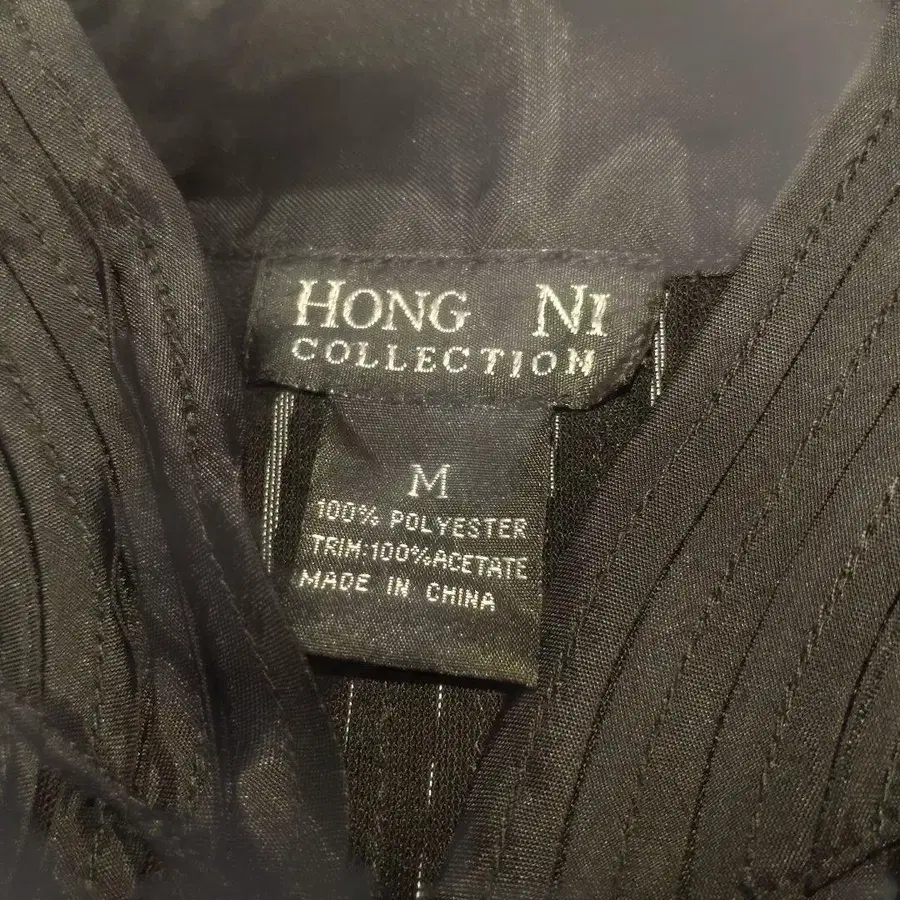 HONG NI
COLLECTION
M
100% POLYESTER
TRIM:100%ACETATE
MADE IN CHINA